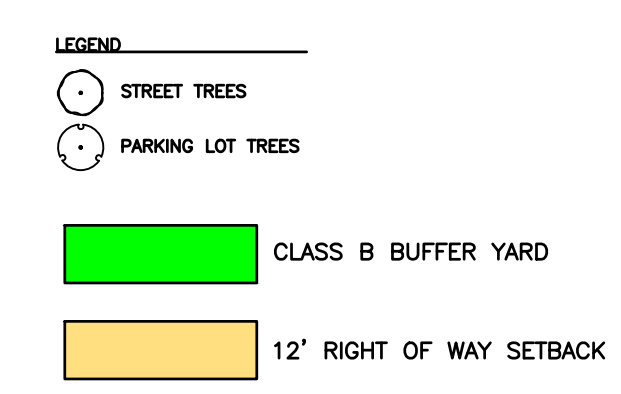 LEGEND
STREET TREES
PARKING LOT TREES
CLASS B BUFFER YARD
12' RIGHT OF WAY SETBACK